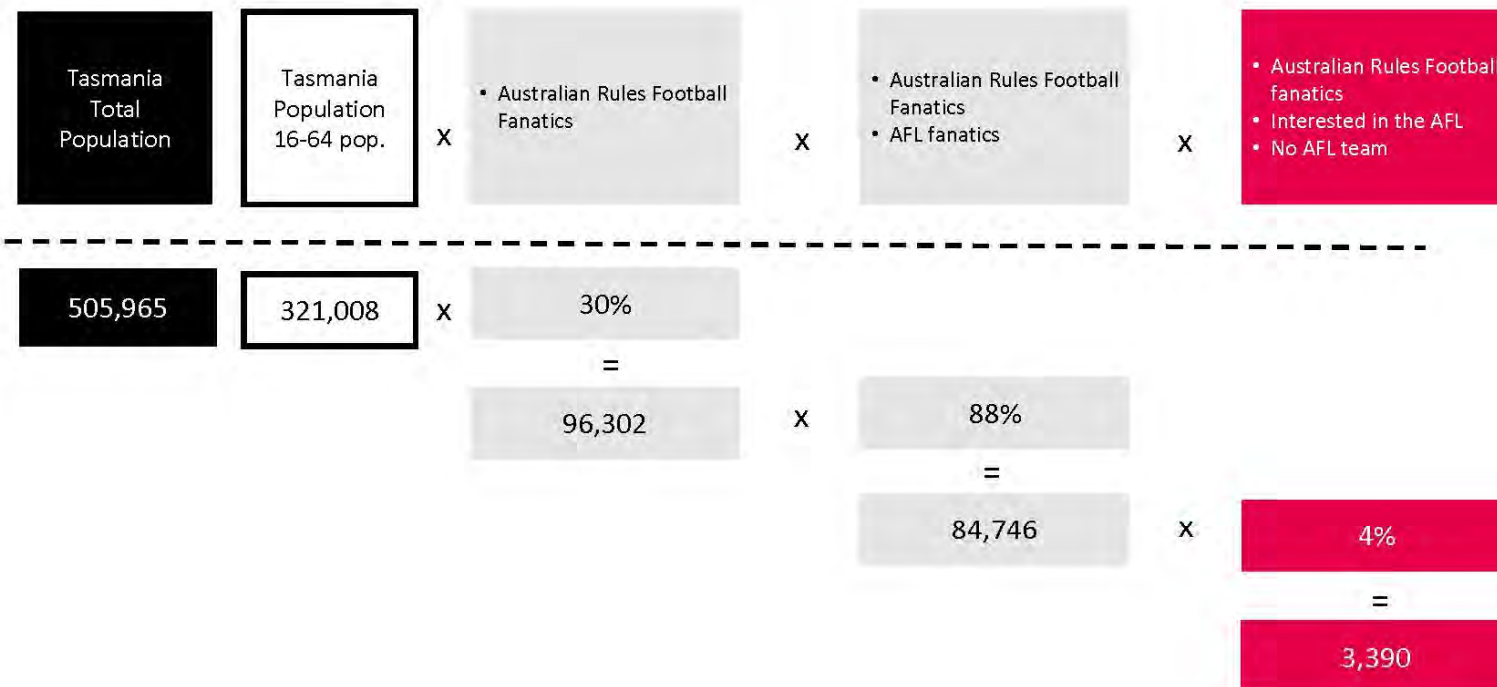 Tasmania
Total
Population
Tasmania
Population
16-64 pop.
x
• Australian Rules Football
Fanatics
x
• Australian Rules Football
Fanatics
• AFL fanatics
x
• Australian Rules Football
fanatics
• Interested in the AFL
• No AFL team
505,965
321,008
x
30%
=
96,302
x
88%
=
84,746
x
4%
=
3,390